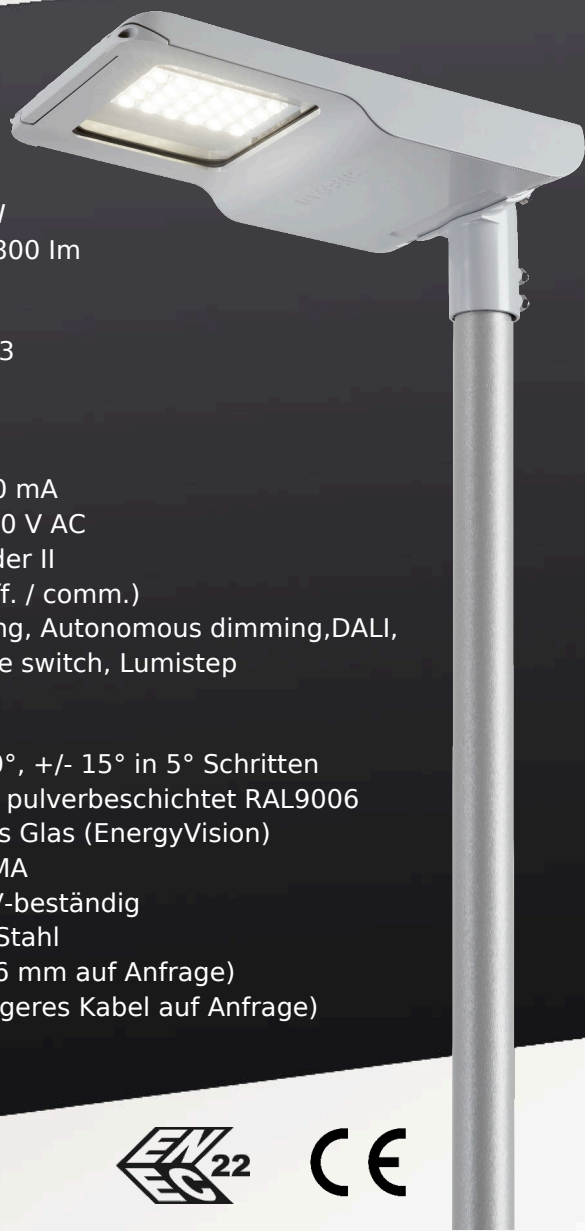 300 lm
3
0 mA
0 V AC
der II
ff. / comm.)
ng, Autonomous dimming,DALI,
e switch, Lumistep
0°, +/- 15° in 5° Schritten
pulverbeschichtet RAL9006
s Glas (EnergyVision)
MA
V-beständig
Stahl
6 mm auf Anfrage)
geres Kabel auf Anfrage)
ENEC 22
CE